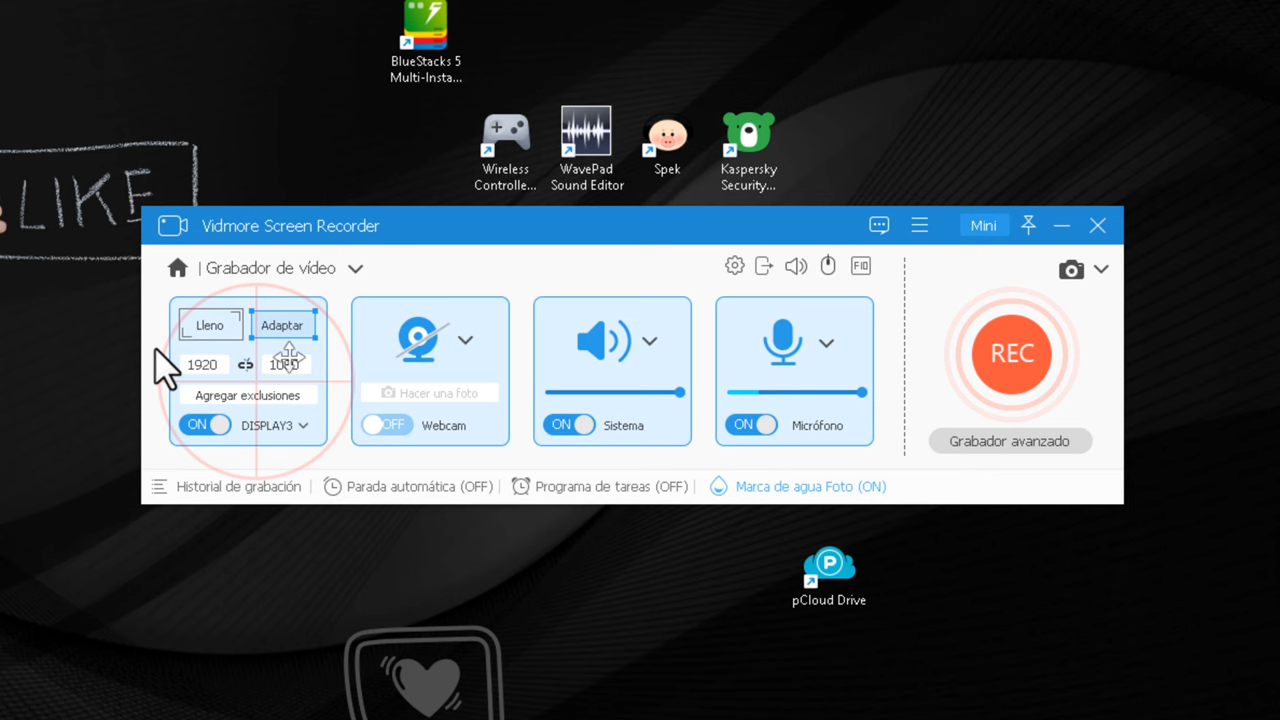 BlueStacks 5
Multi-Insta...
Wireless
Controlle...
WavePad
Sound Editor
Spek
Kaspersky
Security...
LIKE
Vidmore Screen Recorder
Mini
| Grabador de vídeo
F10
Lleno
Adaptar
1920
1080
Agregar exclusiones
ON
DISPLAY3
Hacer una foto
OFF
Webcam
ON
Sistema
ON
Micrófono
REC
Grabador avanzado
Historial de grabación
Parada automática (OFF)
Programa de tareas (OFF)
Marca de agua Foto (ON)
P
pCloud Drive